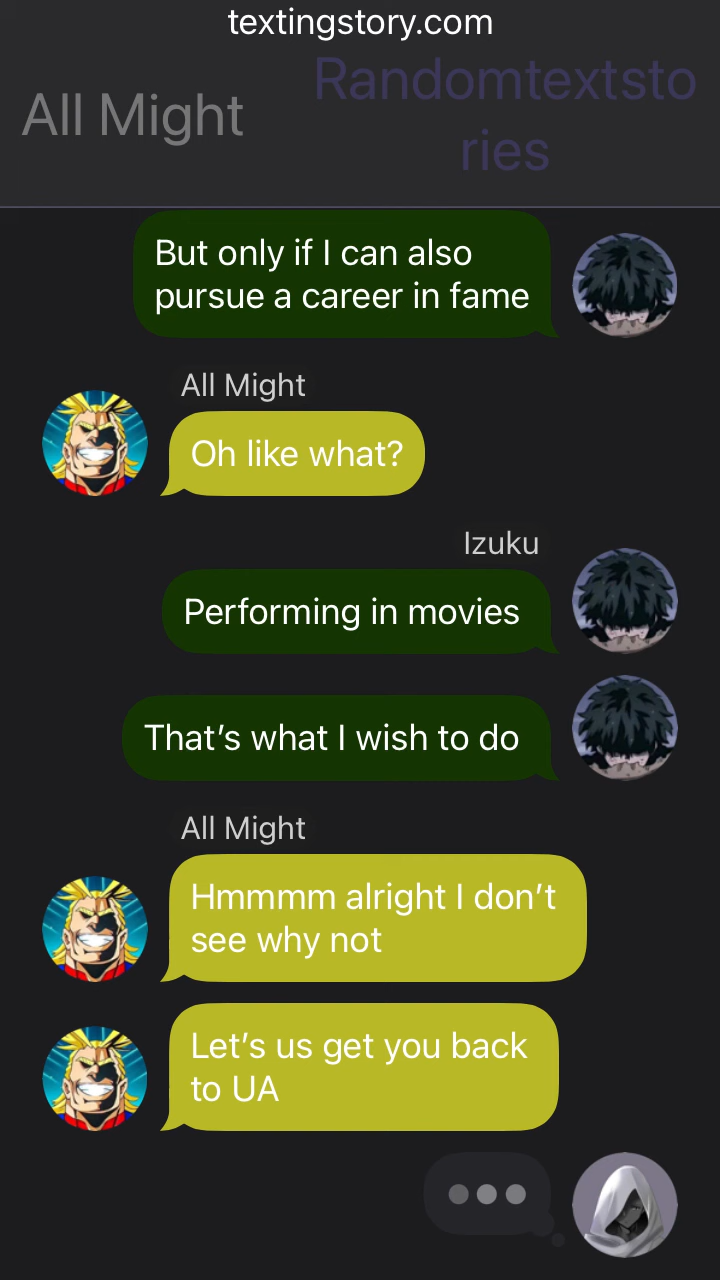 textingstory.com
All Might
Randomtextsto
ries
But only if I can also
pursue a career in fame
All Might
Oh like what?
Izuku
Performing in movies
That’s what I wish to do
All Might
Hmmmm alright I don’t
see why not
Let’s us get you back
to UA